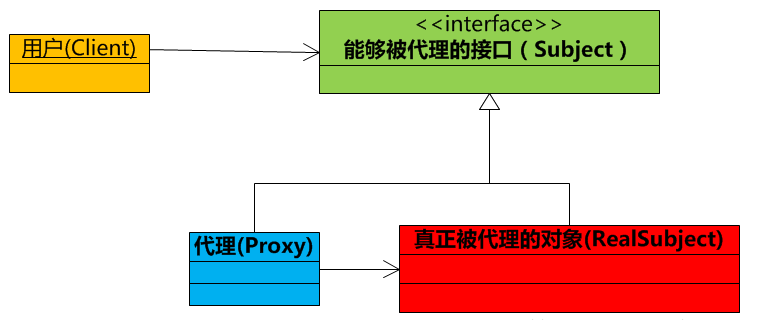 <<interface>>
用户(Client)
能够被代理的接口（Subject）
代理(Proxy)
真正被代理的对象(RealSubject)